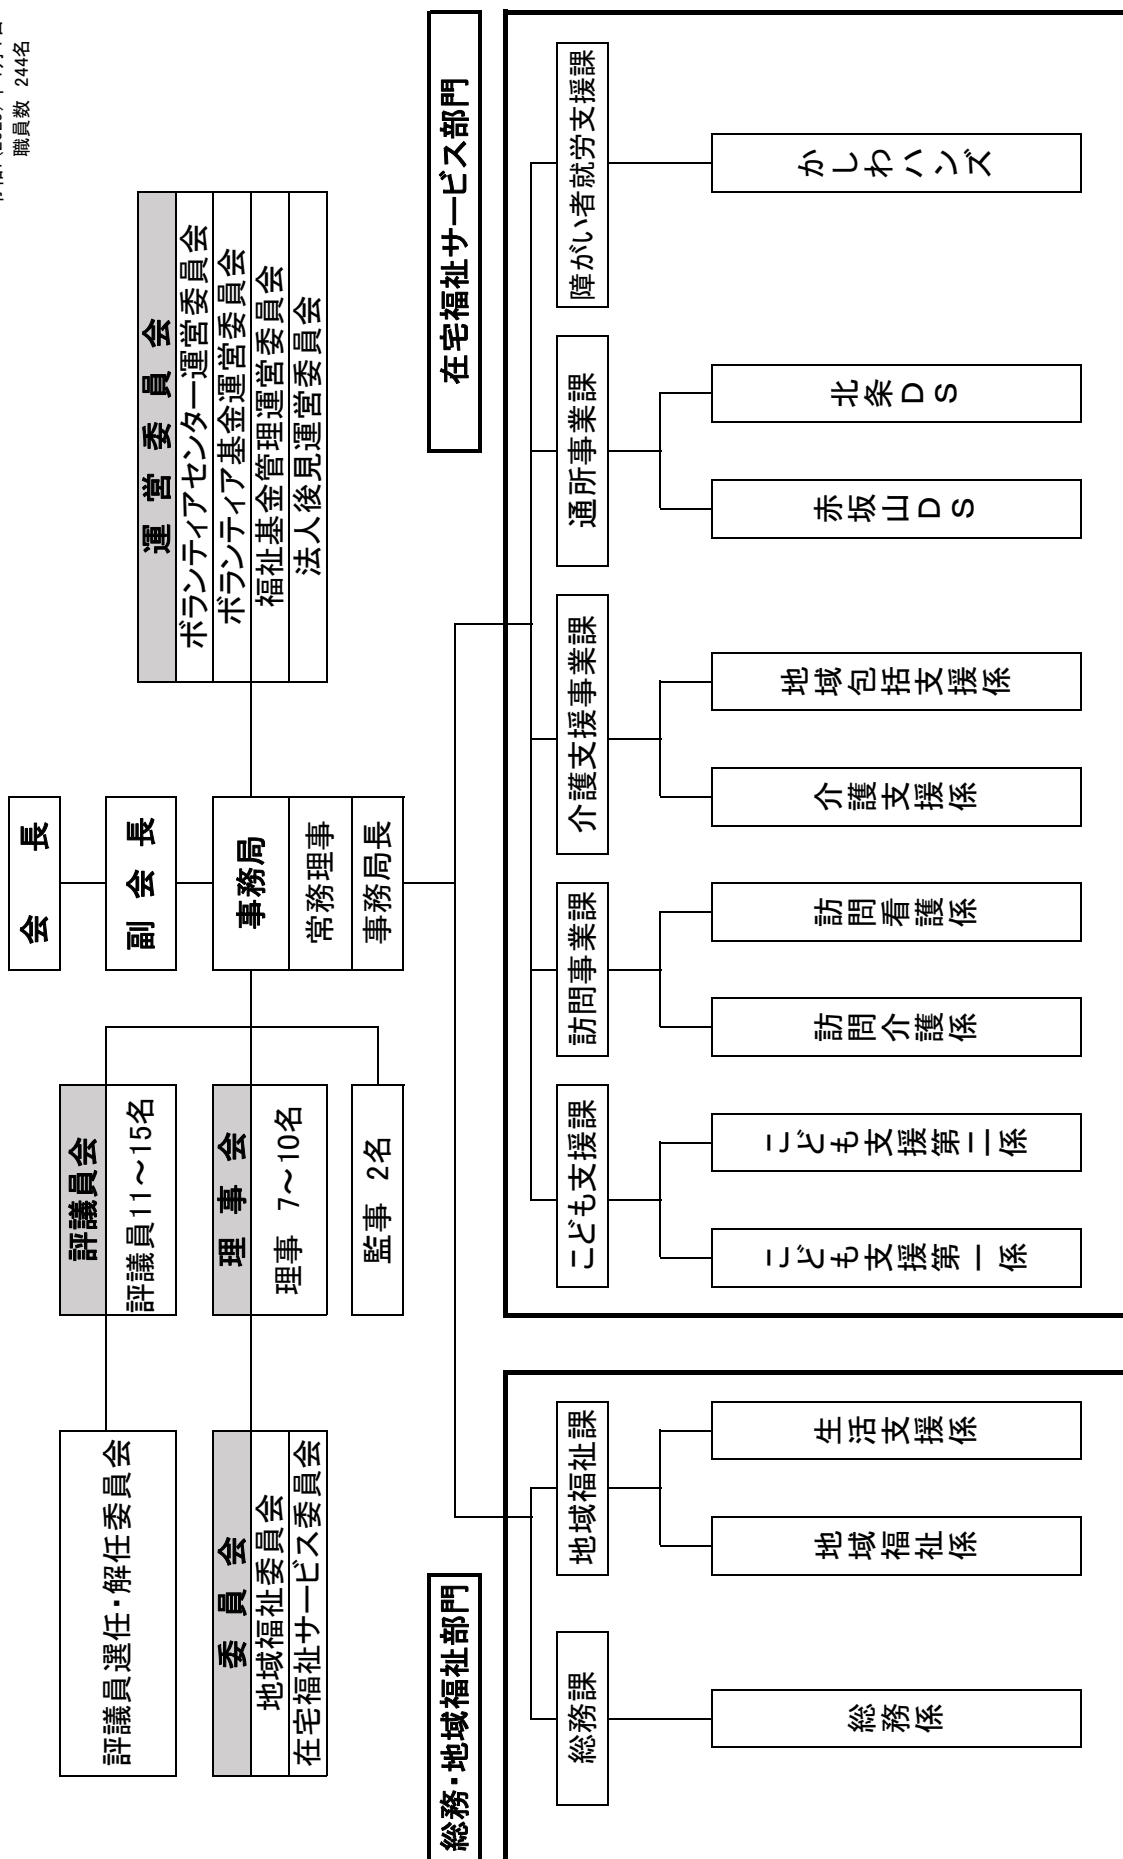 職員数 244名
会長
副会長
事務局
常務理事
事務局長
評議員選任・解任委員会
評議員会
評議員11～15名
委員会
地域福祉委員会
在宅福祉サービス委員会
理事会
理事 7～10名
監事 2名
運営委員会
ボランティアセンター運営委員会
ボランティア基金運営委員会
福祉基金管理運営委員会
法人後見運営委員会
総務・地域福祉部門
総務課
総務係
地域福祉課
地域福祉係
生活支援係
在宅福祉サービス部門
こども支援課
こども支援第一係
こども支援第二係
訪問事業課
訪問介護係
訪問看護係
介護支援事業課
介護支援係
地域包括支援係
通所事業課
赤坂山DS
北条DS
障がい者就労支援課
かしわハンズ